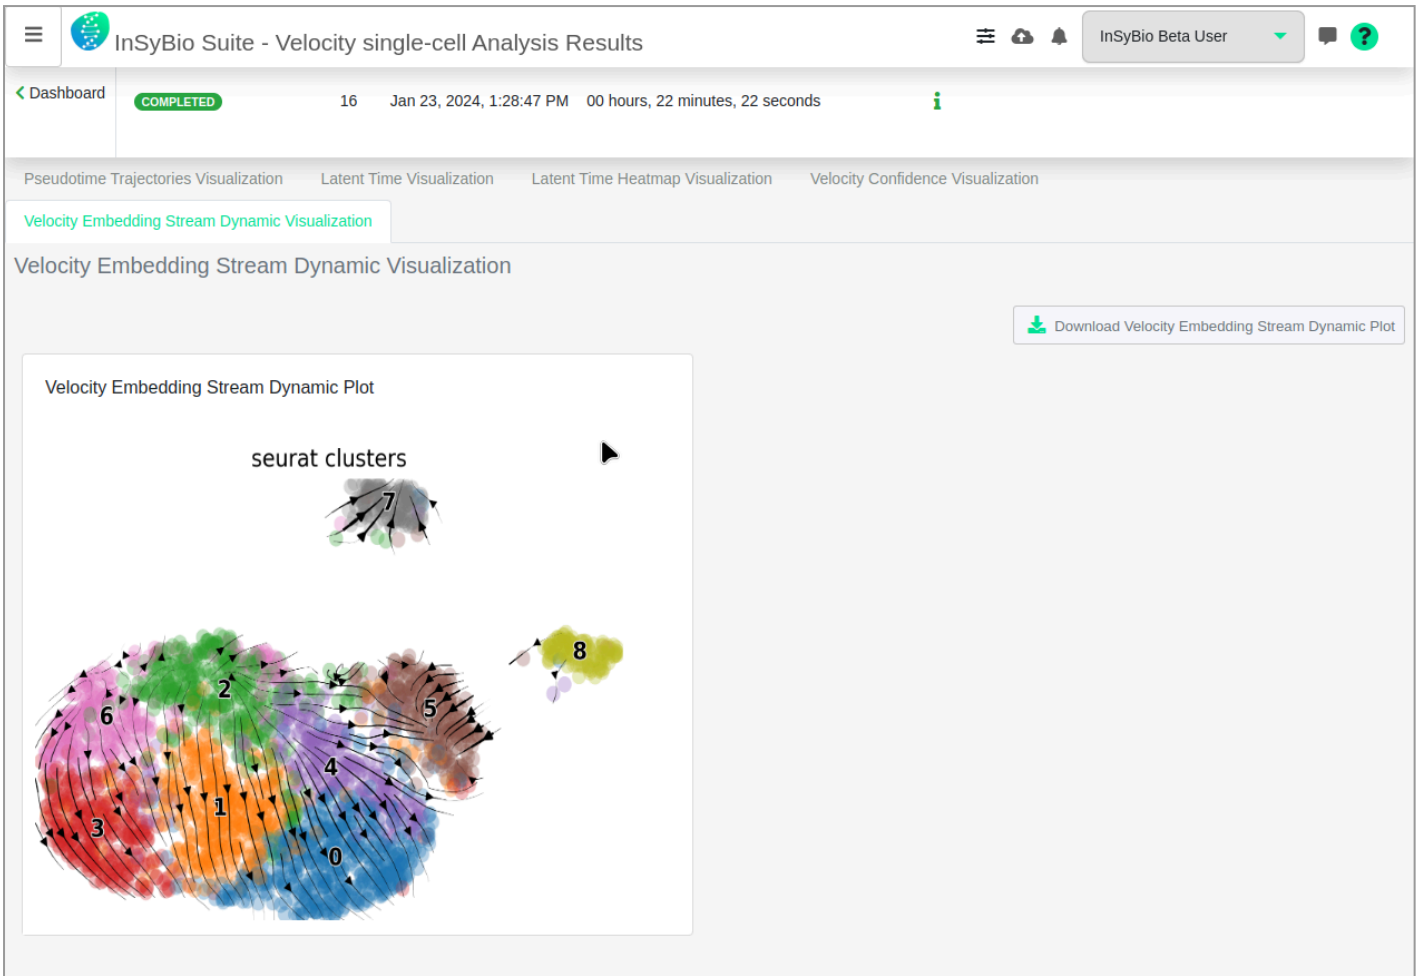 InSyBio Suite - Velocity single-cell Analysis Results
InSyBio Beta User
?
Dashboard
COMPLETED 16 Jan 23, 2024, 1:28:47 PM 00 hours, 22 minutes, 22 seconds i
Pseudotime Trajectories Visualization Latent Time Visualization Latent Time Heatmap Visualization Velocity Confidence Visualization
Velocity Embedding Stream Dynamic Visualization
Velocity Embedding Stream Dynamic Visualization
Download Velocity Embedding Stream Dynamic Plot
Velocity Embedding Stream Dynamic Plot
seurat clusters
7
8
2
5
6
4
1
3
0